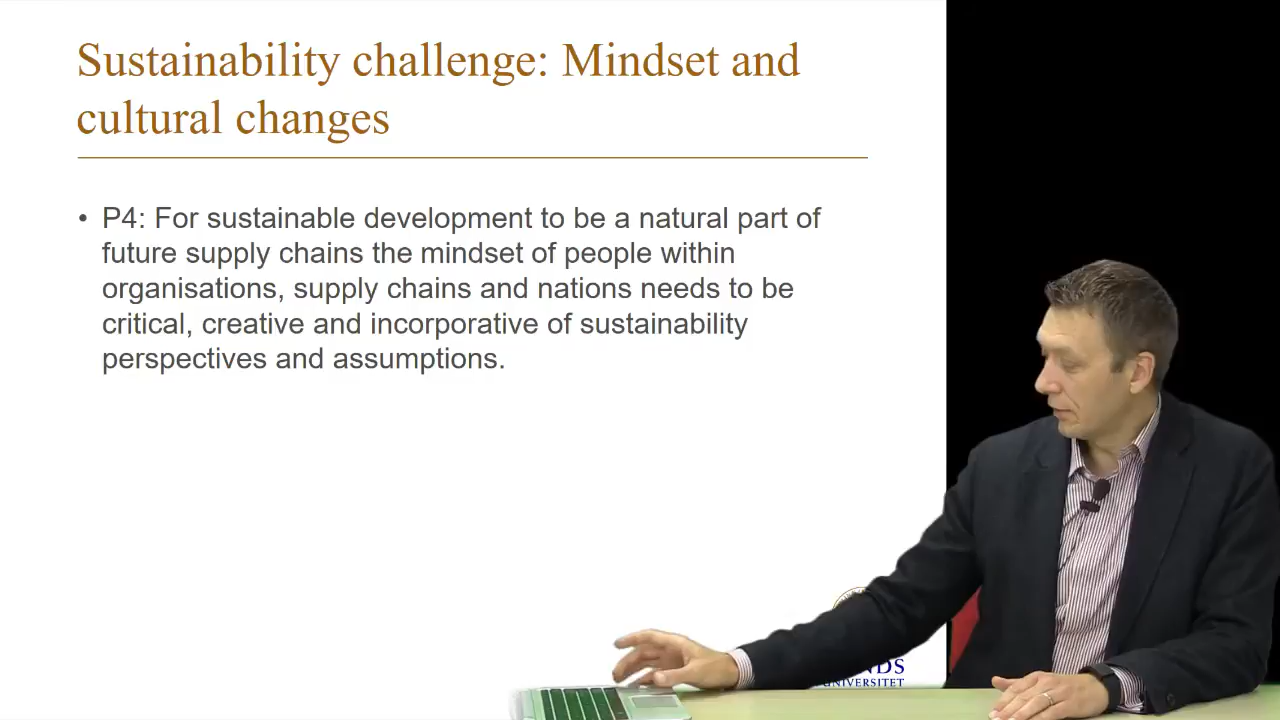 Sustainability challenge: Mindset and
cultural changes
• P4: For sustainable development to be a natural part of
future supply chains the mindset of people within
organisations, supply chains and nations needs to be
critical, creative and incorporative of sustainability
perspectives and assumptions.